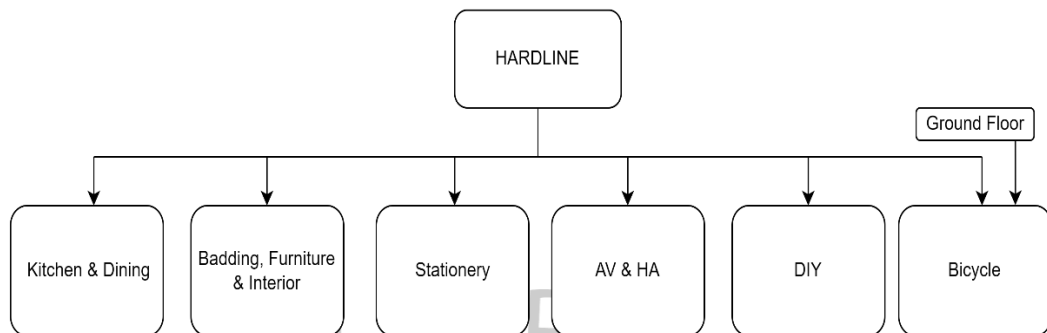 HARDLINE
Ground Floor
Kitchen & Dining
Badding, Furniture
& Interior
Stationery
AV & HA
DIY
Bicycle